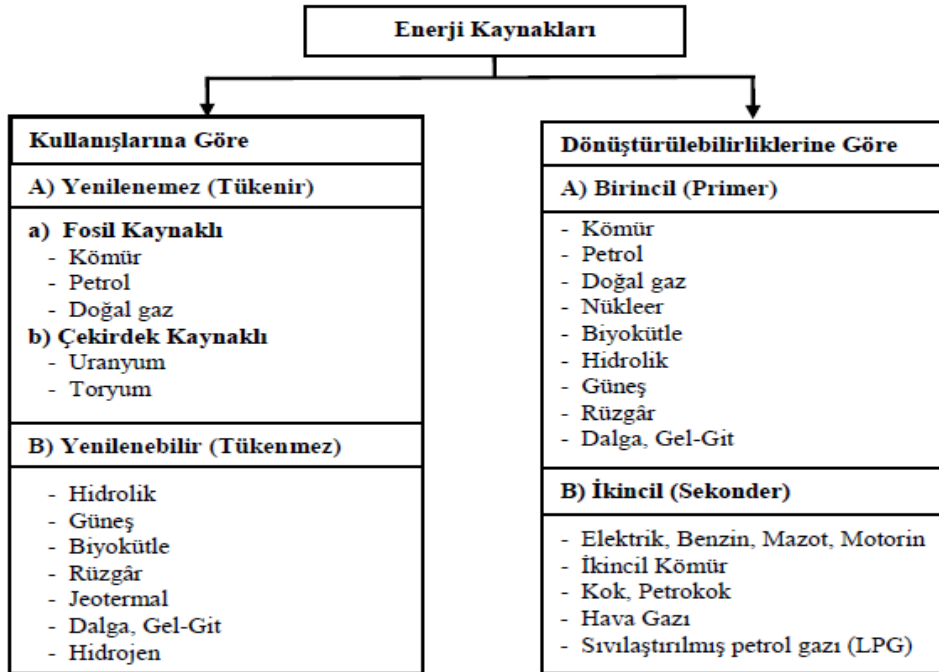 Enerji Kaynakları
Kullanışlarına Göre
A) Yenilenemez (Tükenir)
a) Fosil Kaynaklı
- Kömür
- Petrol
- Doğal gaz
b) Çekirdek Kaynaklı
- Uranyum
- Toryum
B) Yenilenebilir (Tükenmez)
- Hidrolik
- Güneş
- Biyokütle
- Rüzgâr
- Jeotermal
- Dalga, Gel-Git
- Hidrojen
Dönüştürülebilirliklerine Göre
A) Birincil (Primer)
- Kömür
- Petrol
- Doğal gaz
- Nükleer
- Biyokütle
- Hidrolik
- Güneş
- Rüzgâr
- Dalga, Gel-Git
B) İkincil (Sekonder)
- Elektrik, Benzin, Mazot, Motorin
- İkincil Kömür
- Kok, Petrokok
- Hava Gazı
- Sıvılaştırılmış petrol gazı (LPG)